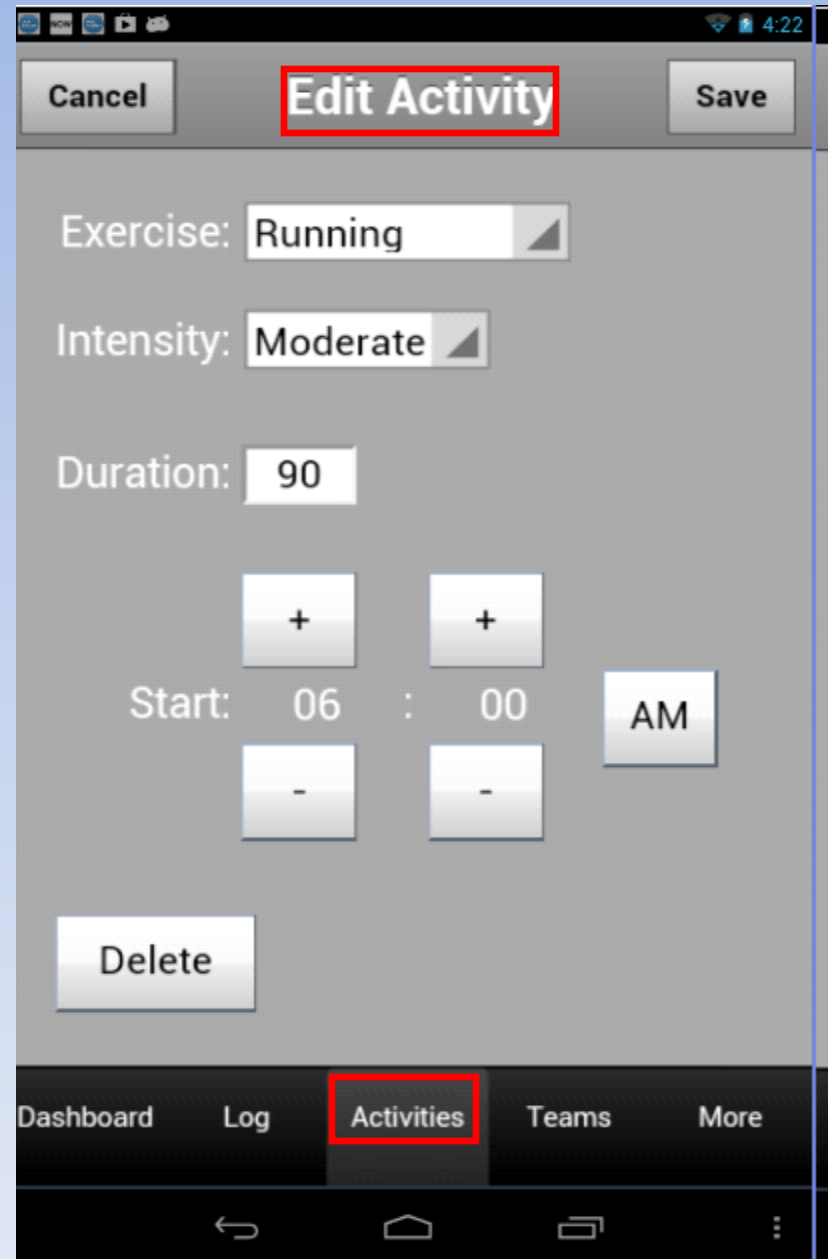 NOW 4:22
Cancel Edit Activity Save
Exercise: Running
Intensity: Moderate
Duration: 90
+ +
Start: 06 : 00 AM
- -
Delete
Dashboard Log Activities Teams More